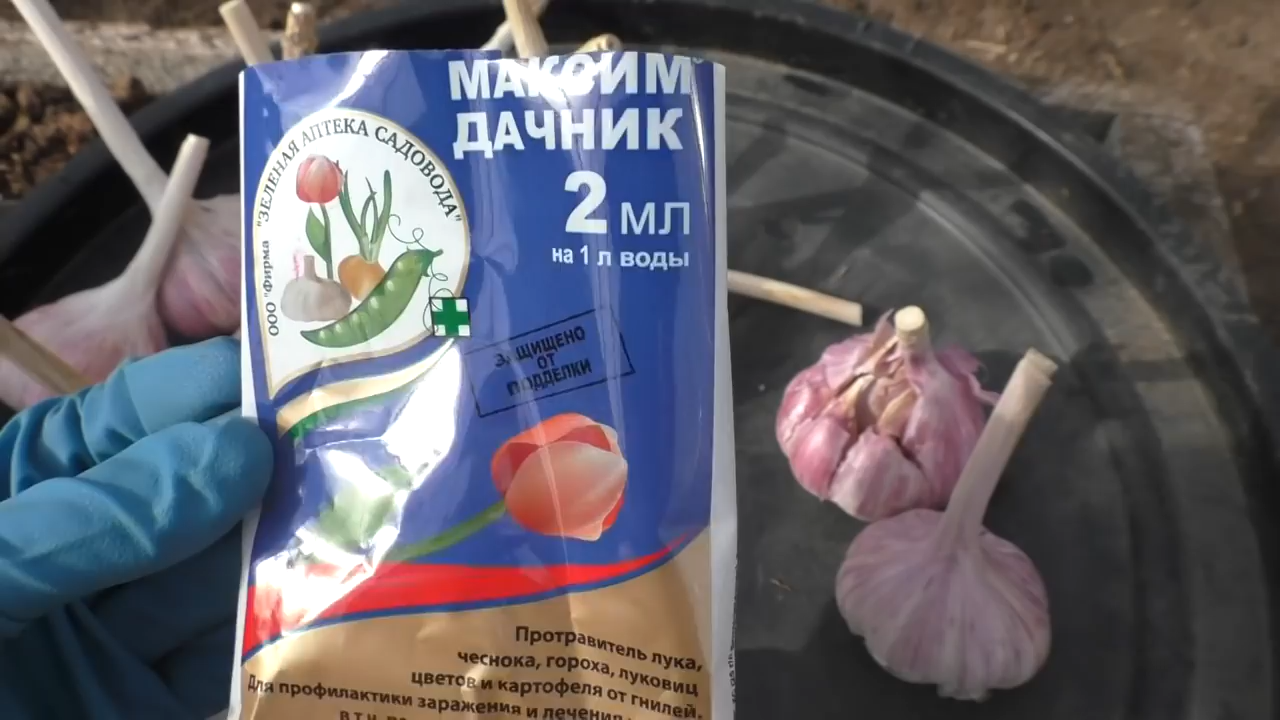 МАКСИМ
ДАЧНИК
2 МЛ
на 1 л воды
ООО "Фирма "ЗЕЛЕНАЯ АПТЕКА САДОВОДА"
ЗАЩИЩЕНО
ОТ
ПОДДЕЛКИ
Протравитель лука,
чеснока, гороха, луковиц
цветов и картофеля от гнилей.
Для профилактики заражения и лечения
в т.ч.